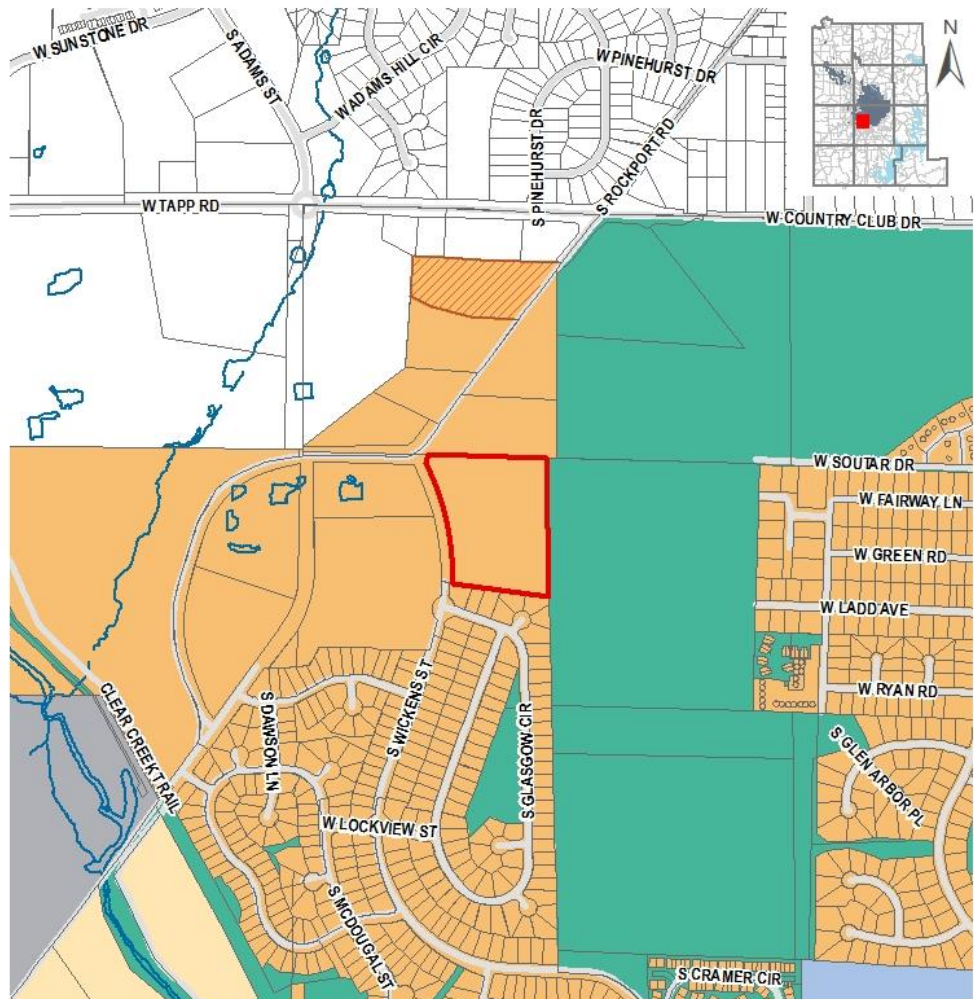 W SUNSTONE DR
S ADAMS ST
W ADAMS HILL CIR
W PINEHURST DR
N
S PINEHURST DR
S ROCKPORT RD
W TAPP RD
W COUNTRY CLUB DR
W SOUTAR DR
W FAIRWAY LN
W GREEN RD
W LADD AVE
W RYAN RD
CLEAR CREEK TRAIL
S DAWSON LN
S WICKENS ST
S GLASGOW CIR
S GLEN ARBOR PL
W LOCKVIEW ST
S MCDOUGAL ST
S CRAMER CIR